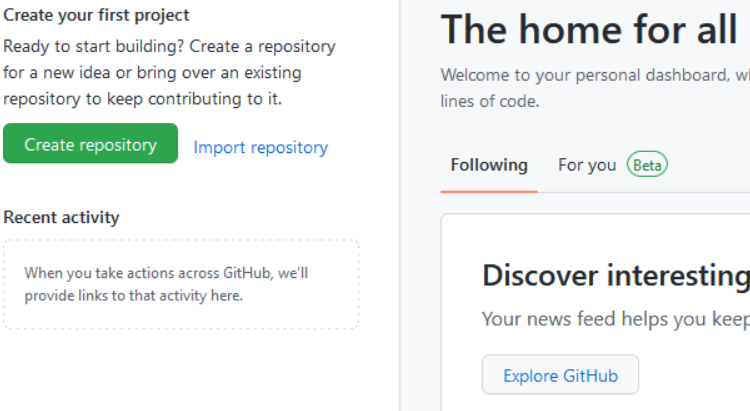 Create your first project
Ready to start building? Create a repository
for a new idea or bring over an existing
repository to keep contributing to it.
Create repository
Import repository
Recent activity
When you take actions across GitHub, we'll
provide links to that activity here.
The home for all
Welcome to your personal dashboard,
lines of code.
Following
For you
Beta
Discover interesting
Your news feed helps you keep
Explore GitHub